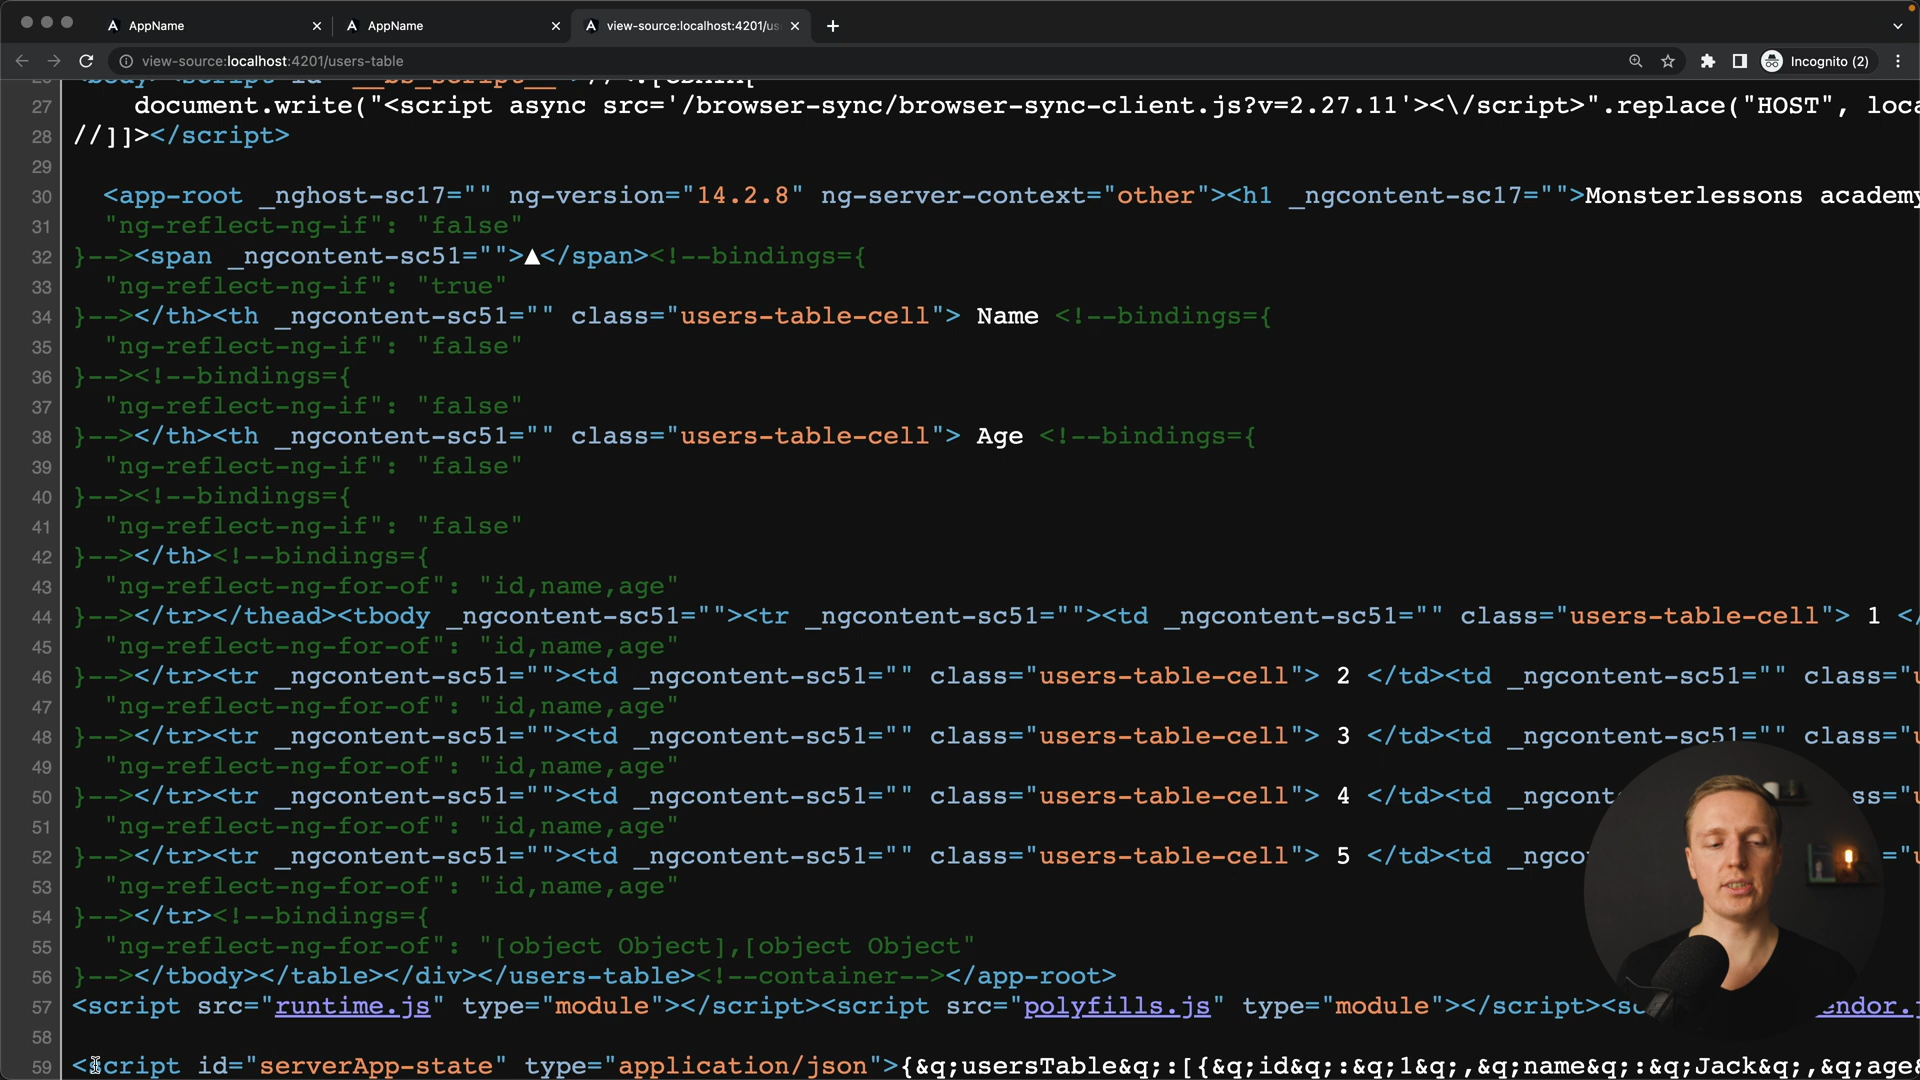 AppName
AppName
view-source:localhost:4201/us
view-source:localhost:4201/users-table
Incognito (2)
27 document.write("<script async src='/browser-sync/browser-sync-client.js?v=2.27.11'><\/script>".replace("HOST", loca
28 //]]></script>
29
30 <app-root _nghost-sc17="" ng-version="14.2.8" ng-server-context="other"><h1 _ngcontent-sc17="">Monsterlessons academy
31 "ng-reflect-ng-if": "false"
32 }--><span _ngcontent-sc51="">▲</span><!--bindings={
33 "ng-reflect-ng-if": "true"
34 }--></th><th _ngcontent-sc51="" class="users-table-cell"> Name <!--bindings={
35 "ng-reflect-ng-if": "false"
36 }--><!--bindings={
37 "ng-reflect-ng-if": "false"
38 }--></th><th _ngcontent-sc51="" class="users-table-cell"> Age <!--bindings={
39 "ng-reflect-ng-if": "false"
40 }--><!--bindings={
41 "ng-reflect-ng-if": "false"
42 }--></th><!--bindings={
43 "ng-reflect-ng-for-of": "id,name,age"
44 }--></tr></thead><tbody _ngcontent-sc51=""><tr _ngcontent-sc51=""><td _ngcontent-sc51="" class="users-table-cell"> 1 </
45 "ng-reflect-ng-for-of": "id,name,age"
46 }--></tr><tr _ngcontent-sc51=""><td _ngcontent-sc51="" class="users-table-cell"> 2 </td><td _ngcontent-sc51="" class="u
47 "ng-reflect-ng-for-of": "id,name,age"
48 }--></tr><tr _ngcontent-sc51=""><td _ngcontent-sc51="" class="users-table-cell"> 3 </td><td _ngcontent-sc51="" class="u
49 "ng-reflect-ng-for-of": "id,name,age"
50 }--></tr><tr _ngcontent-sc51=""><td _ngcontent-sc51="" class="users-table-cell"> 4 </td><td _ngcont ss="u
51 "ng-reflect-ng-for-of": "id,name,age"
52 }--></tr><tr _ngcontent-sc51=""><td _ngcontent-sc51="" class="users-table-cell"> 5 </td><td _ngco ="u
53 "ng-reflect-ng-for-of": "id,name,age"
54 }--></tr><!--bindings={
55 "ng-reflect-ng-for-of": "[object Object],[object Object"
56 }--></tbody></table></div></users-table><!--container--></app-root>
57 <script src="runtime.js" type="module"></script><script src="polyfills.js" type="module"></script><sc endor.j
58
59 <script id="serverApp-state" type="application/json">{&q;usersTable&q;:[{&q;id&q;:&q;1&q;,&q;name&q;:&q;Jack&q;,&q;age&